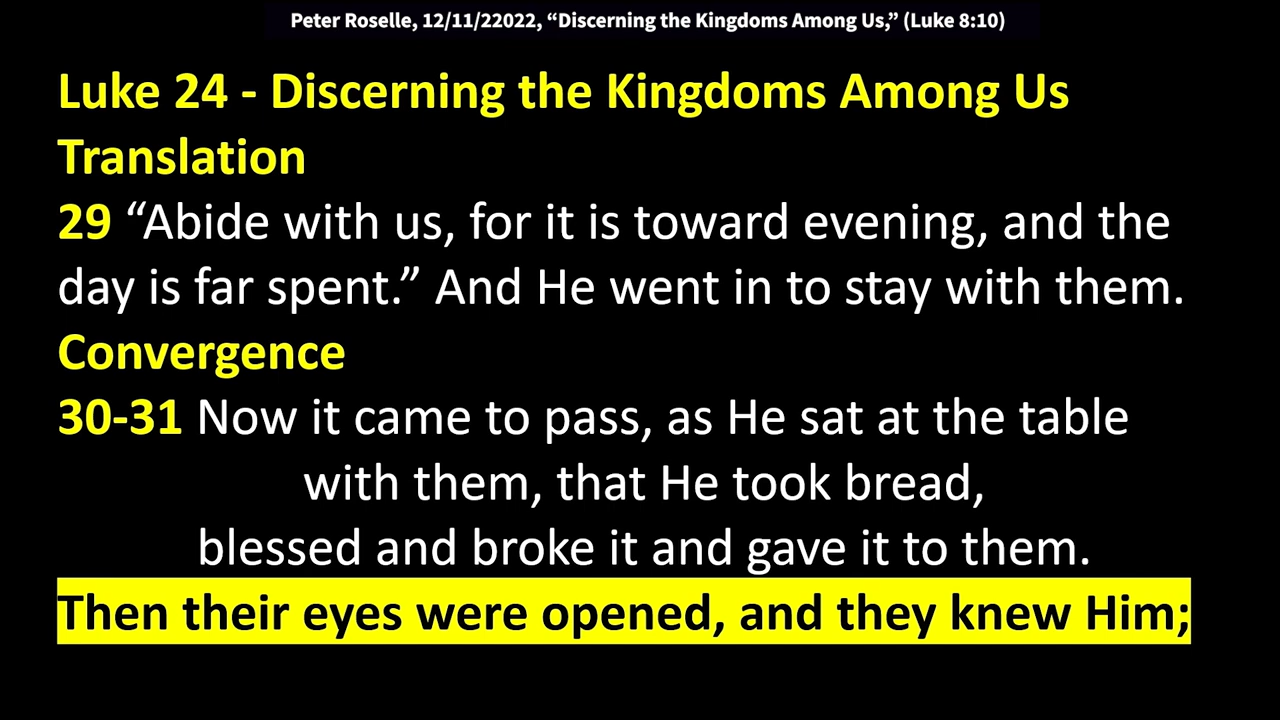 Peter Roselle, 12/11/22022, “Discerning the Kingdoms Among Us,” (Luke 8:10)
Luke 24 - Discerning the Kingdoms Among Us
Translation
29 “Abide with us, for it is toward evening, and the
day is far spent.” And He went in to stay with them.
Convergence
30-31 Now it came to pass, as He sat at the table
with them, that He took bread,
blessed and broke it and gave it to them.
Then their eyes were opened, and they knew Him;